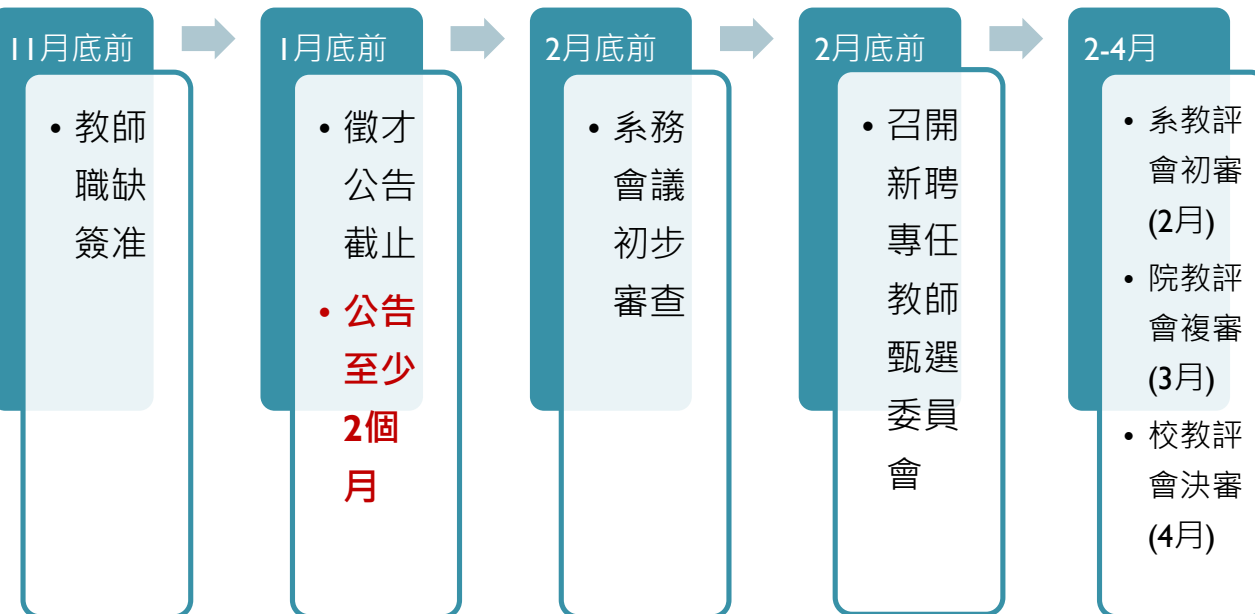 11月底前
• 教師
職缺
簽准
1月底前
• 徵才
公告
截止
• 公告
至少
2個
月
2月底前
• 系務
會議
初步
審查
2月底前
• 召開
新聘
專任
教師
甄選
委員
會
2-4月
• 系教評
會初審
(2月)
• 院教評
會複審
(3月)
• 校教評
會決審
(4月)